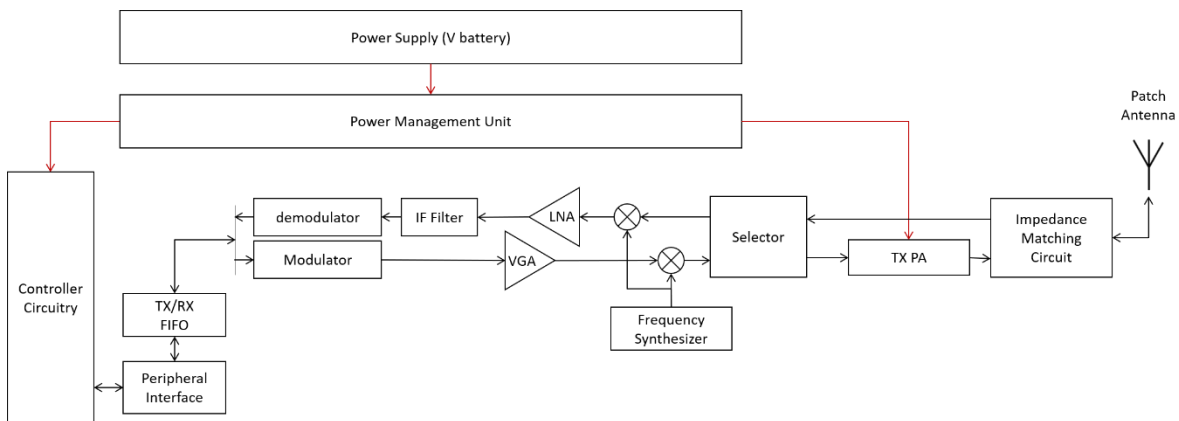 Power Supply (V battery)
Power Management Unit
Patch
Antenna
demodulator
IF Filter
LNA
Selector
Impedance
Matching
Circuit
Modulator
VGA
TX PA
Controller
Circuitry
TX/RX
FIFO
Frequency
Synthesizer
Peripheral
Interface